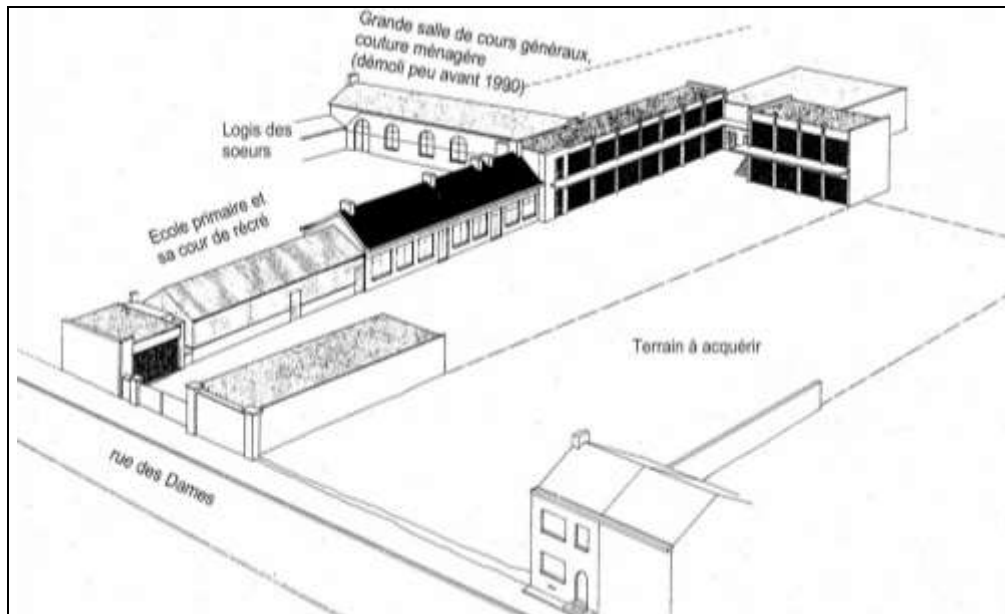 Grande salle de cours généraux,
couture ménagère
(démoli peu avant 1990)
Logis des
soeurs
Ecole primaire et
sa cour de récré
Terrain à acquérir
rue des Dames